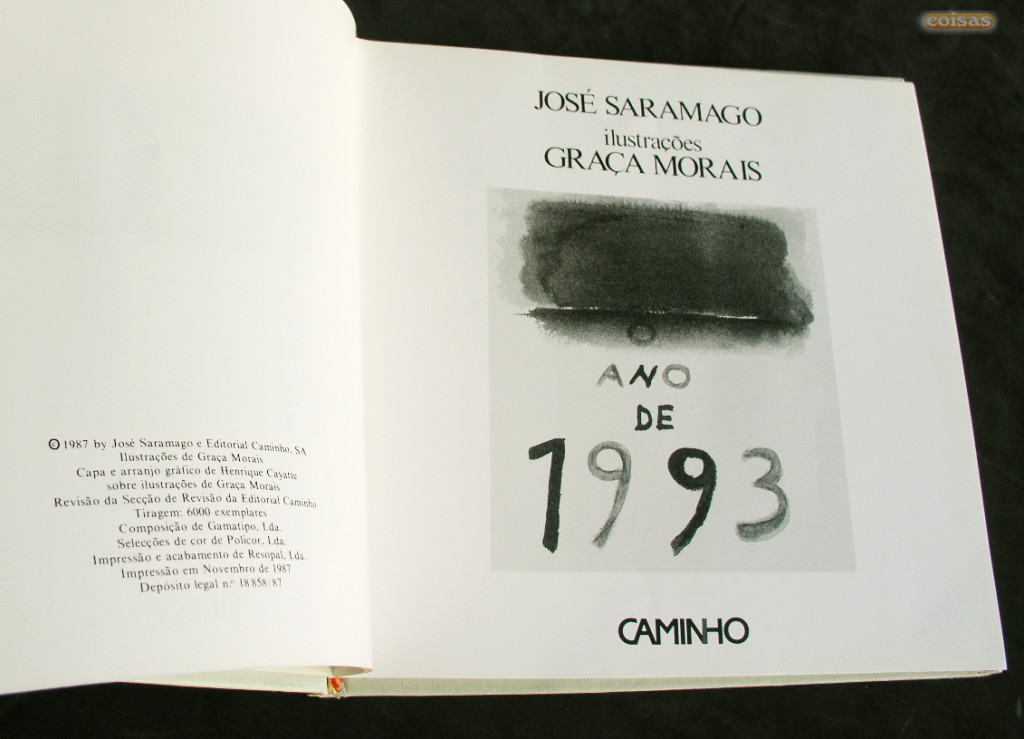 © 1987 by José Saramago e Editorial Caminho, SA
Ilustrações de Graça Morais
Capa e arranjo gráfico de Henrique Cayatte
sobre ilustrações de Graça Morais
Revisão da Secção de Revisão da Editorial Caminho
Tiragem: 6000 exemplares
Composição de Gamatipo, Lda.
Selecções de cor de Policor, Lda.
Impressão e acabamento de Resopal, Lda.
Impressão em Novembro de 1987
Depósito legal n.º 18 858/87
JOSÉ SARAMAGO
ilustrações
GRAÇA MORAIS
O
ANO
DE
1993
CAMINHO
coisas